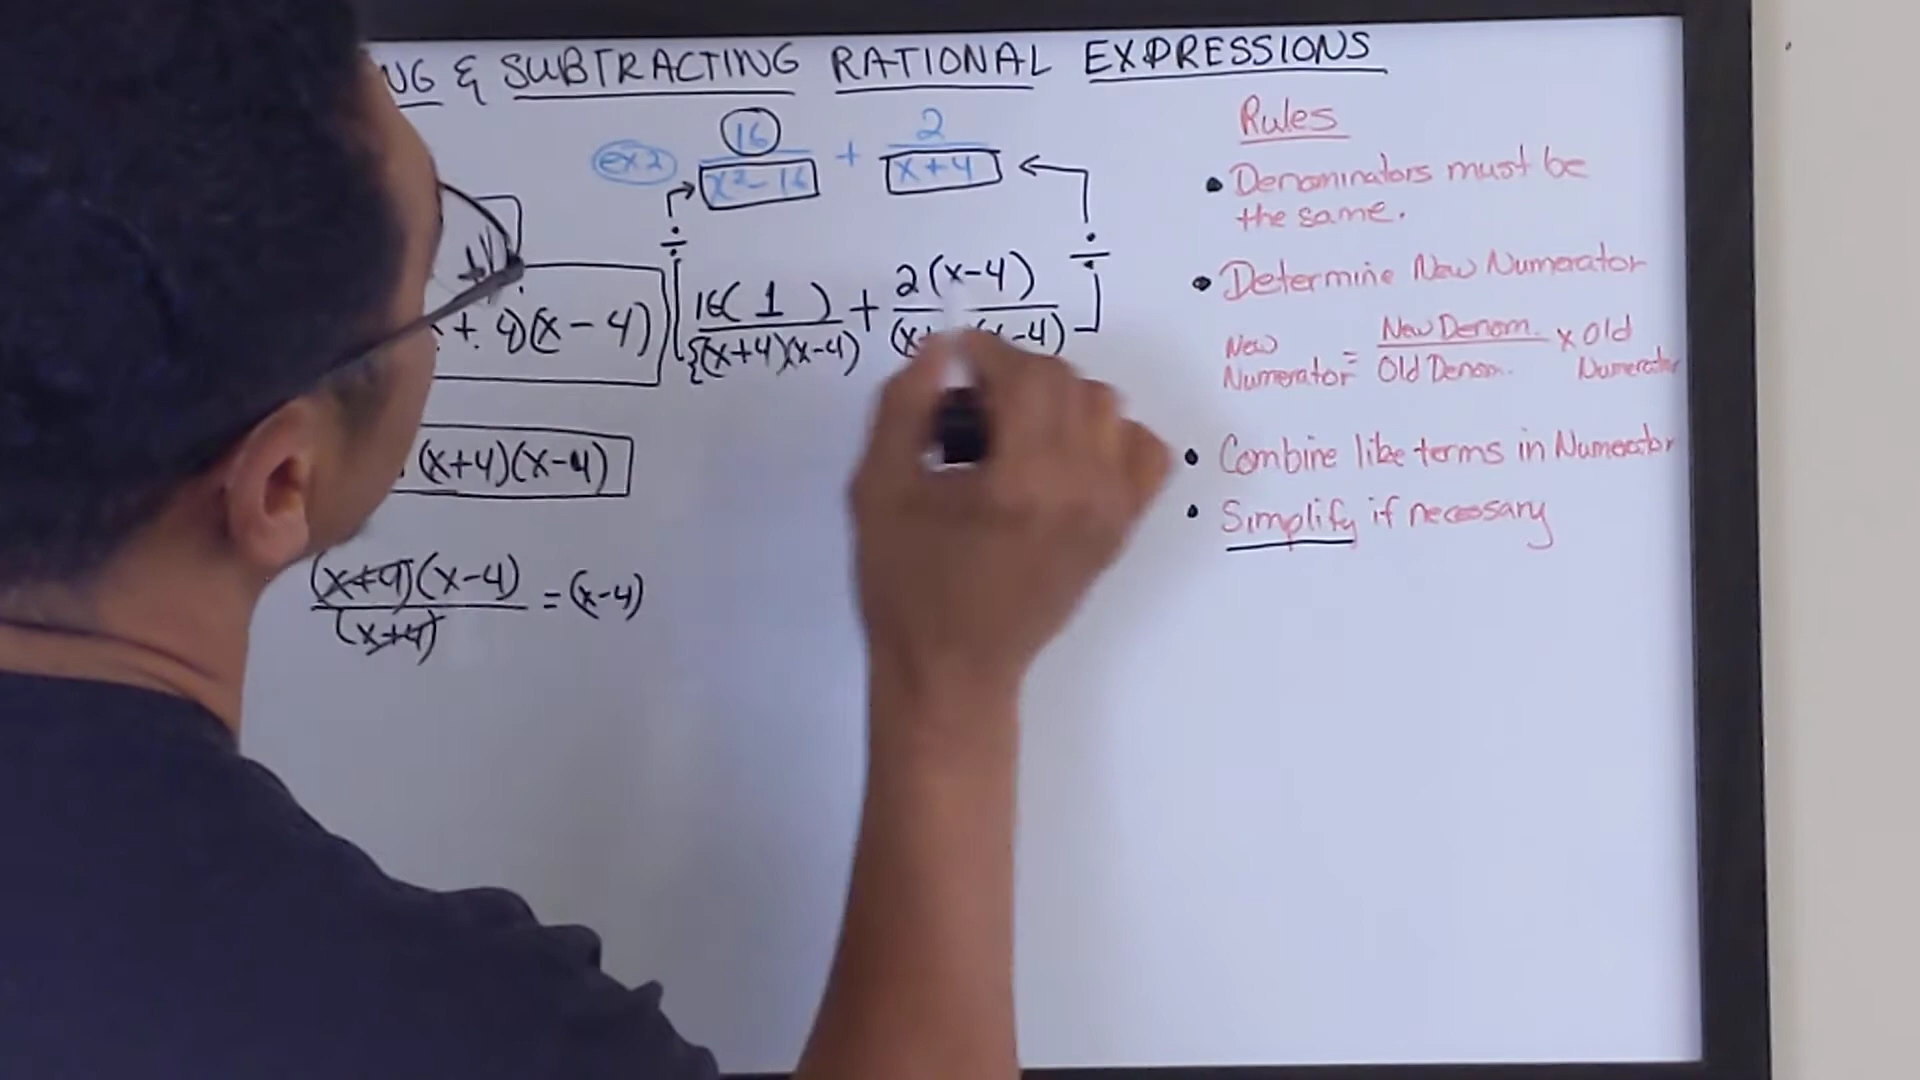 NG & SUBTRACTING RATIONAL EXPRESSIONS
ex2 16 / x²-16 + 2 / x+4
÷ ÷
+ 4)(x-4)
16( 1 ) / (x+4)(x-4) + 2(x-4) / (x+ -4)
(x+4)(x-4)
(x+4)(x-4) / (x+4) = (x-4)
Rules
• Denominators must be
the same.
• Determine New Numerator
New Numerator = New Denom. / Old Denom. x Old Numerator
• Combine like terms in Numerator
• Simplify if necessary